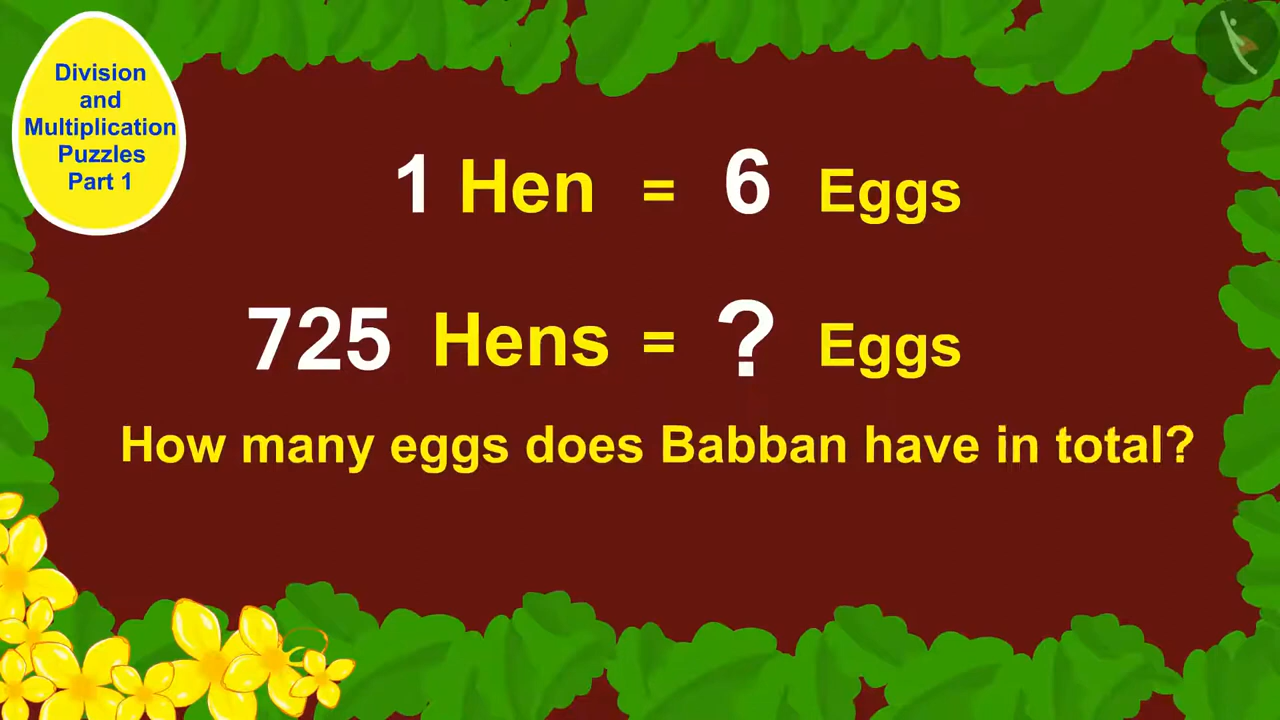 Division
and
Multiplication
Puzzles
Part 1
1 Hen = 6 Eggs
725 Hens = ? Eggs
How many eggs does Babban have in total?